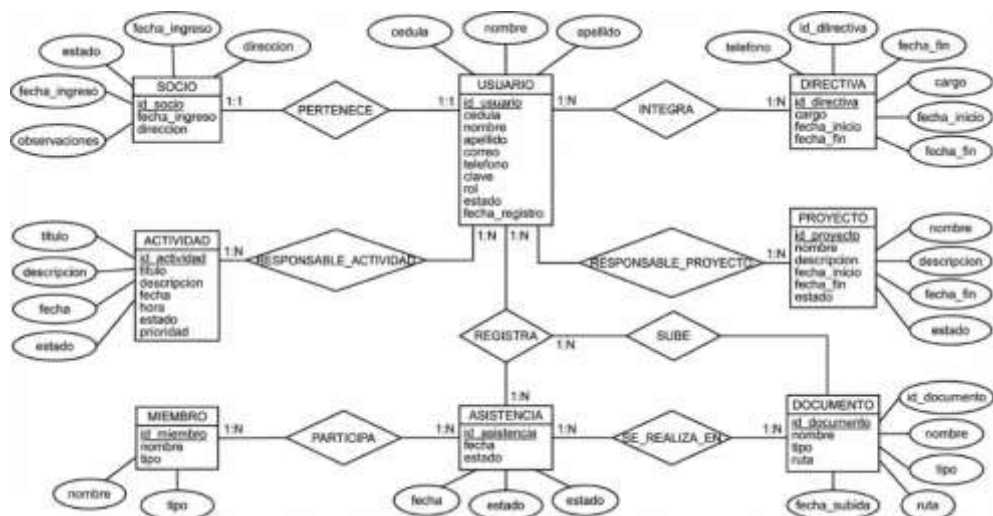 fecha_ingreso
estado
direccion
fecha_ingreso
observaciones
SOCIO
id_socio
fecha_ingreso
direccion
1:1
PERTENECE
1:1
cedula
nombre
apellido
USUARIO
id_usuario
cedula
nombre
apellido
correo
telefono
clave
rol
estado
fecha_registro
1:N
INTEGRA
1:N
id_dilrectiva
telefono
fecha_fin
cargo
fecha_inicio
fecha_fin
DIRECTIVA
id_directiva
cargo
fecha_inicio
fecha_fin
titulo
descripcion
fecha
estado
ACTIVIDAD
id_actividad
titulo
descripcion
fecha
hora
estado
prioridad
1:N
RESPONSABLE_ACTIVIDAD
1:N
1:N
1:N
RESPONSABLE_PROYECTO
1:N
PROYECTO
id_proyecto
nombre
descripcion
fecha_inicio
fecha_fin
estado
nombre
descripcion
fecha_fin
estado
REGISTRA
1:N
SUBE
1:N
MIEMBRO
id_miembro
nombre
tipo
nombre
tipo
1:N
PARTICIPA
1:N
ASISTENCIA
id_asistencia
fecha
estado
fecha
estado
estado
1:N
SE_REALIZA_EN
1:N
DOCUMENTO
id_documento
nombre
tipo
ruta
id_documento
nombre
tipo
ruta
fecha_subida